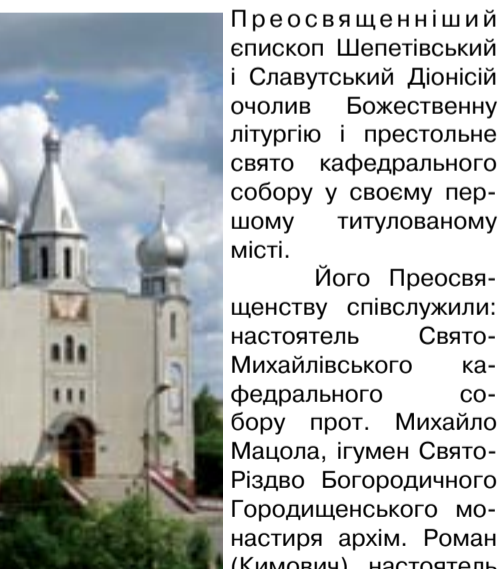 Преосвященніший
єпископ Шепетівський
і Славутський Діонісій
очолив Божественну
літургію і престольне
свято кафедрального
собору у своєму пер-
шому титулованому
місті.
Його Преосвя-
щенству співслужили:
настоятель Свято-
Михайлівського ка-
федрального со-
бору прот. Михайло
Мацола, ігумен Свято-
Різдво Богородичного
Городищенського мо-
настиря архім. Роман
(Кимович), настоятель